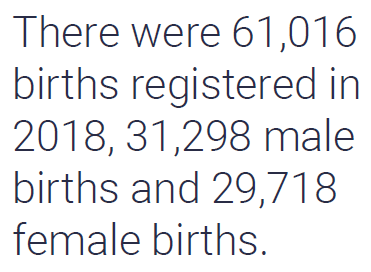 There were 61,016
births registered in
2018, 31,298 male
births and 29,718
female births.